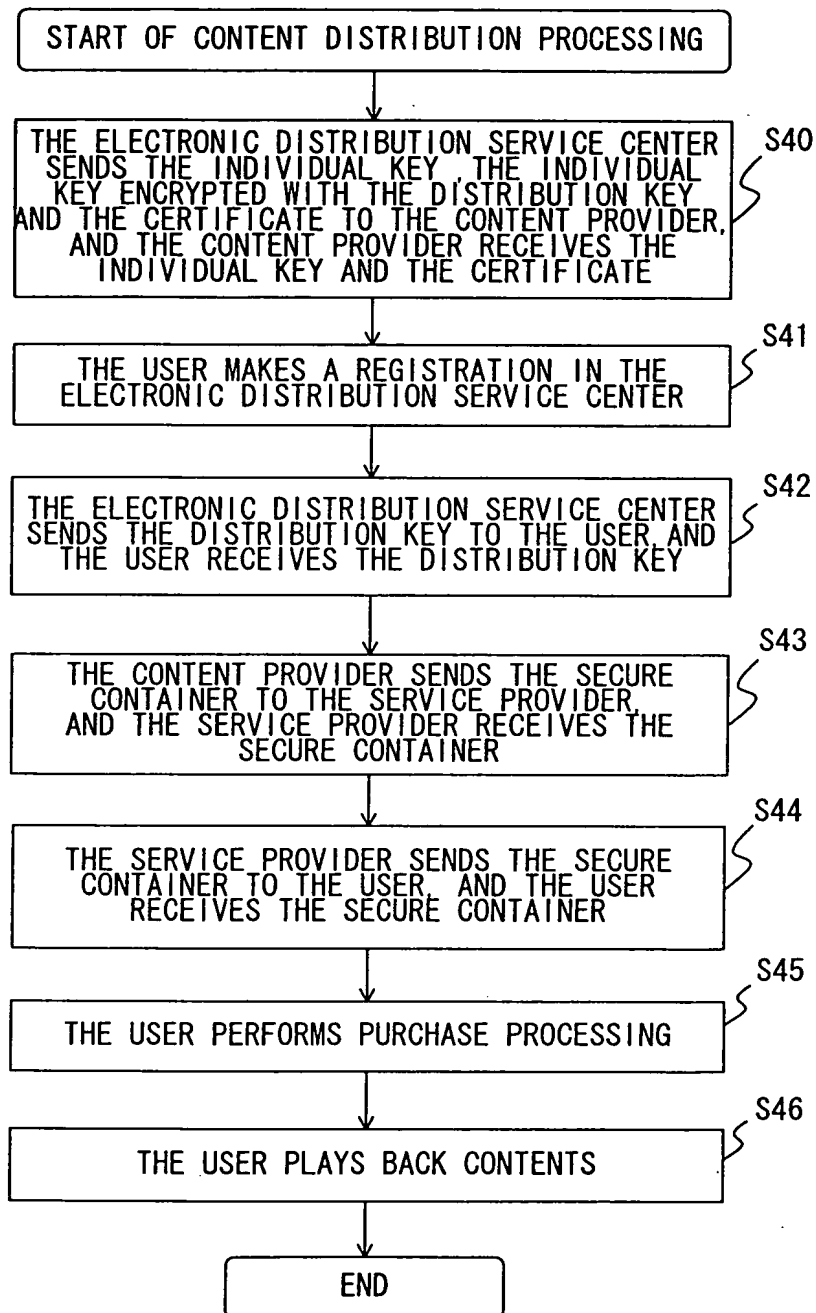 START OF CONTENT DISTRIBUTION PROCESSING
THE ELECTRONIC DISTRIBUTION SERVICE CENTER
SENDS THE INDIVIDUAL KEY, THE INDIVIDUAL
KEY ENCRYPTED WITH THE DISTRIBUTION KEY
AND THE CERTIFICATE TO THE CONTENT PROVIDER,
AND THE CONTENT PROVIDER RECEIVES THE
INDIVIDUAL KEY AND THE CERTIFICATE
S40
THE USER MAKES A REGISTRATION IN THE
ELECTRONIC DISTRIBUTION SERVICE CENTER
S41
THE ELECTRONIC DISTRIBUTION SERVICE CENTER
SENDS THE DISTRIBUTION KEY TO THE USER, AND
THE USER RECEIVES THE DISTRIBUTION KEY
S42
THE CONTENT PROVIDER SENDS THE SECURE
CONTAINER TO THE SERVICE PROVIDER,
AND THE SERVICE PROVIDER RECEIVES THE
SECURE CONTAINER
S43
THE SERVICE PROVIDER SENDS THE SECURE
CONTAINER TO THE USER, AND THE USER
RECEIVES THE SECURE CONTAINER
S44
THE USER PERFORMS PURCHASE PROCESSING
S45
THE USER PLAYS BACK CONTENTS
S46
END